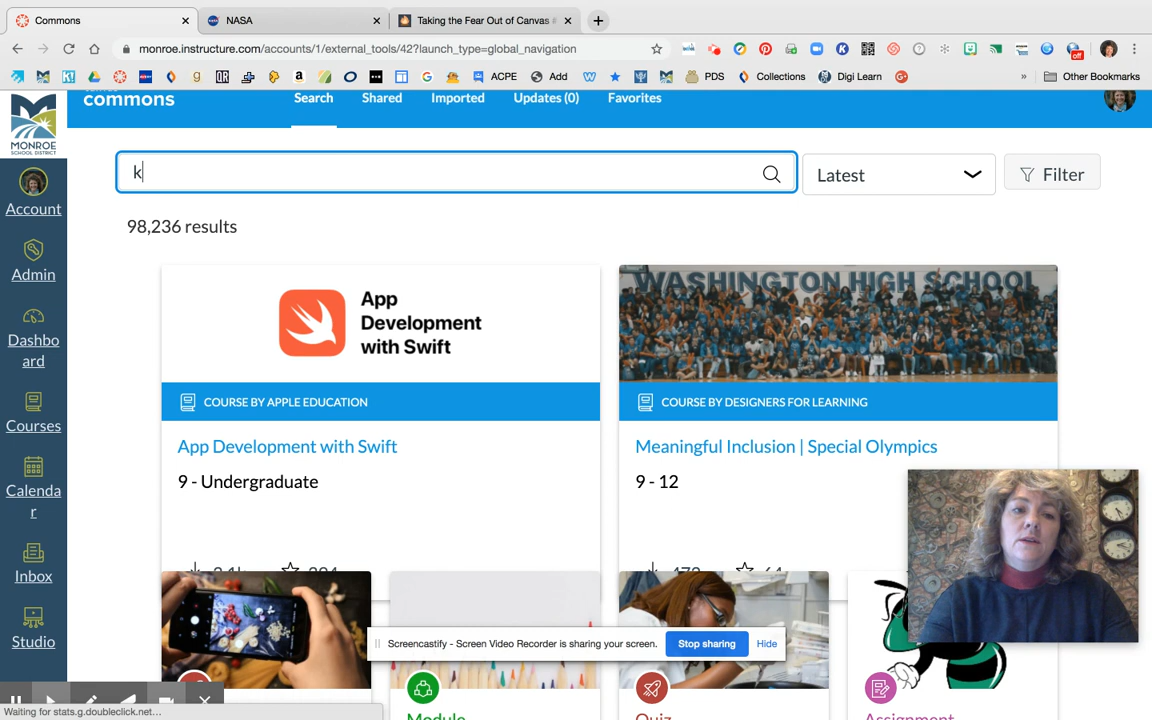 Commons
NASA
Taking the Fear Out of Canvas
monroe.instructure.com/accounts/1/external_tools/42?launch_type=global_navigation
ACPE
Add
PDS
Collections
Digi Learn
Other Bookmarks
off
commons
Search
Shared
Imported
Updates (0)
Favorites
MONROE
SCHOOL DISTRICT
k
Latest
Filter
Account
98,236 results
Admin
App
Development
with Swift
WASHINGTON HIGH SCHOOL
Dashbo
ard
COURSE BY APPLE EDUCATION
COURSE BY DESIGNERS FOR LEARNING
Courses
App Development with Swift
Meaningful Inclusion | Special Olympics
9 - Undergraduate
9 - 12
Calenda
r
Inbox
Studio
Screencastify - Screen Video Recorder is sharing your screen.
Stop sharing
Hide
Module
Quiz
Assignment
Waiting for stats.g.doubleclick.net...